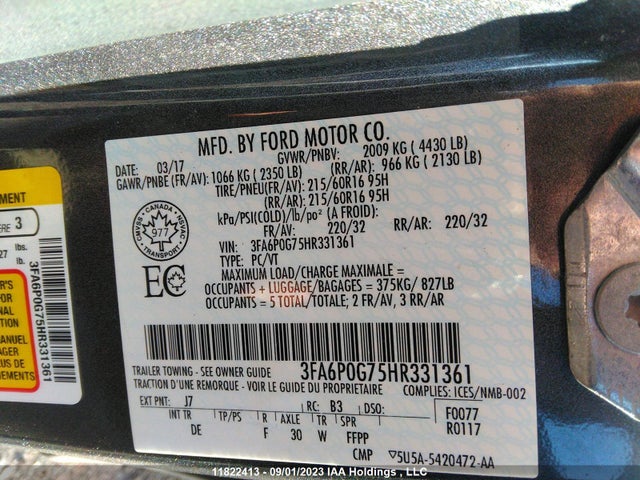 MFD. BY FORD MOTOR CO.
DATE: 03/17 GVWR/PNBV: 2009 KG ( 4430 LB)
GAWR/PNBE (FR/AV): 1066 KG ( 2350 LB) (RR/AR): 966 KG ( 2130 LB)
TIRE/PNEU(FR/AV): 215/60R16 95H
(RR/AR): 215/60R16 95H
kPa/PSI(COLD)/lb/po² (A FROID):
FR/AV: 220/32 RR/AR: 220/32
VIN: 3FA6P0G75HR331361
TYPE: PC/VT
MAXIMUM LOAD/CHARGE MAXIMALE =
OCCUPANTS + LUGGAGE/BAGAGES = 375KG/ 827LB
OCCUPANTS = 5 TOTAL/TOTALE; 2 FR/AV, 3 RR/AR
CANADA
977
EC
3FA6P0G75HR331361
TRAILER TOWING - SEE OWNER GUIDE
TRACTION D'UNE REMORQUE - VOIR LE GUIDE DU CONDUCTEUR COMPLIES: ICES/NMB-002
EXT PNT: J7 RC: B3 DSO: F0077
INT TR TP/PS R AXLE TR SPR R0117
DE F 30 W FFPP
CMP 5U5A-5420472-AA
EMENT
ERE 3
27 lbs.
lb.
3FA6P0G75HR331361
11822413 - 09/01/2023 IAA Holdings , LLC